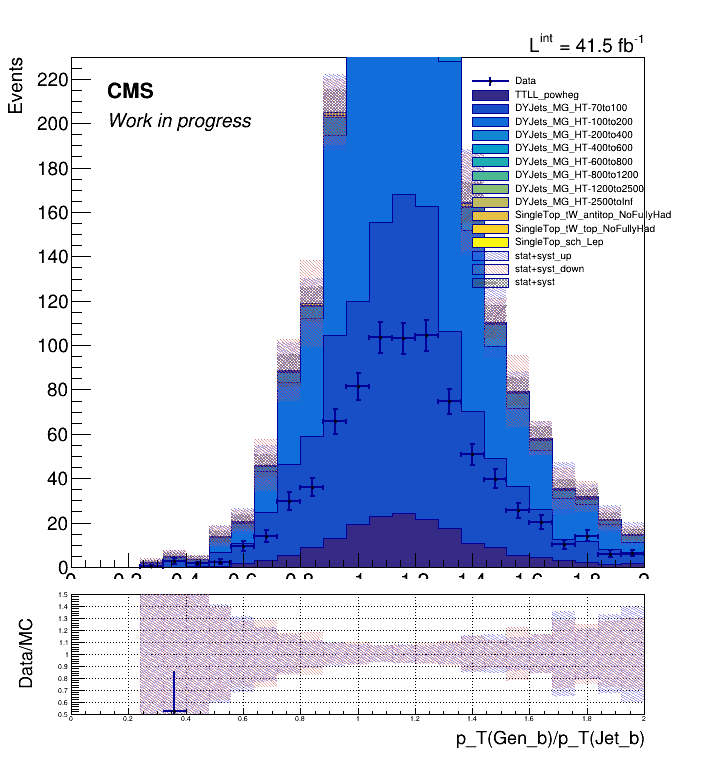 L^int = 41.5 fb^-1
Events
CMS
Work in progress
Data
TTLL_powheg
DYJets_MG_HT-70to100
DYJets_MG_HT-100to200
DYJets_MG_HT-200to400
DYJets_MG_HT-400to600
DYJets_MG_HT-600to800
DYJets_MG_HT-800to1200
DYJets_MG_HT-1200to2500
DYJets_MG_HT-2500toInf
SingleTop_tW_antitop_NoFullyHad
SingleTop_tW_top_NoFullyHad
SingleTop_sch_Lep
stat+syst_up
stat+syst_down
stat+syst
220
200
180
160
140
120
100
80
60
40
20
0
0 0.2 0.4 0.6 0.8 1 1.2 1.4 1.6 1.8 2
Data/MC
1.5
1.4
1.3
1.2
1.1
1
0.9
0.8
0.7
0.6
0.5
0 0.2 0.4 0.6 0.8 1 1.2 1.4 1.6 1.8 2
p_T(Gen_b)/p_T(Jet_b)